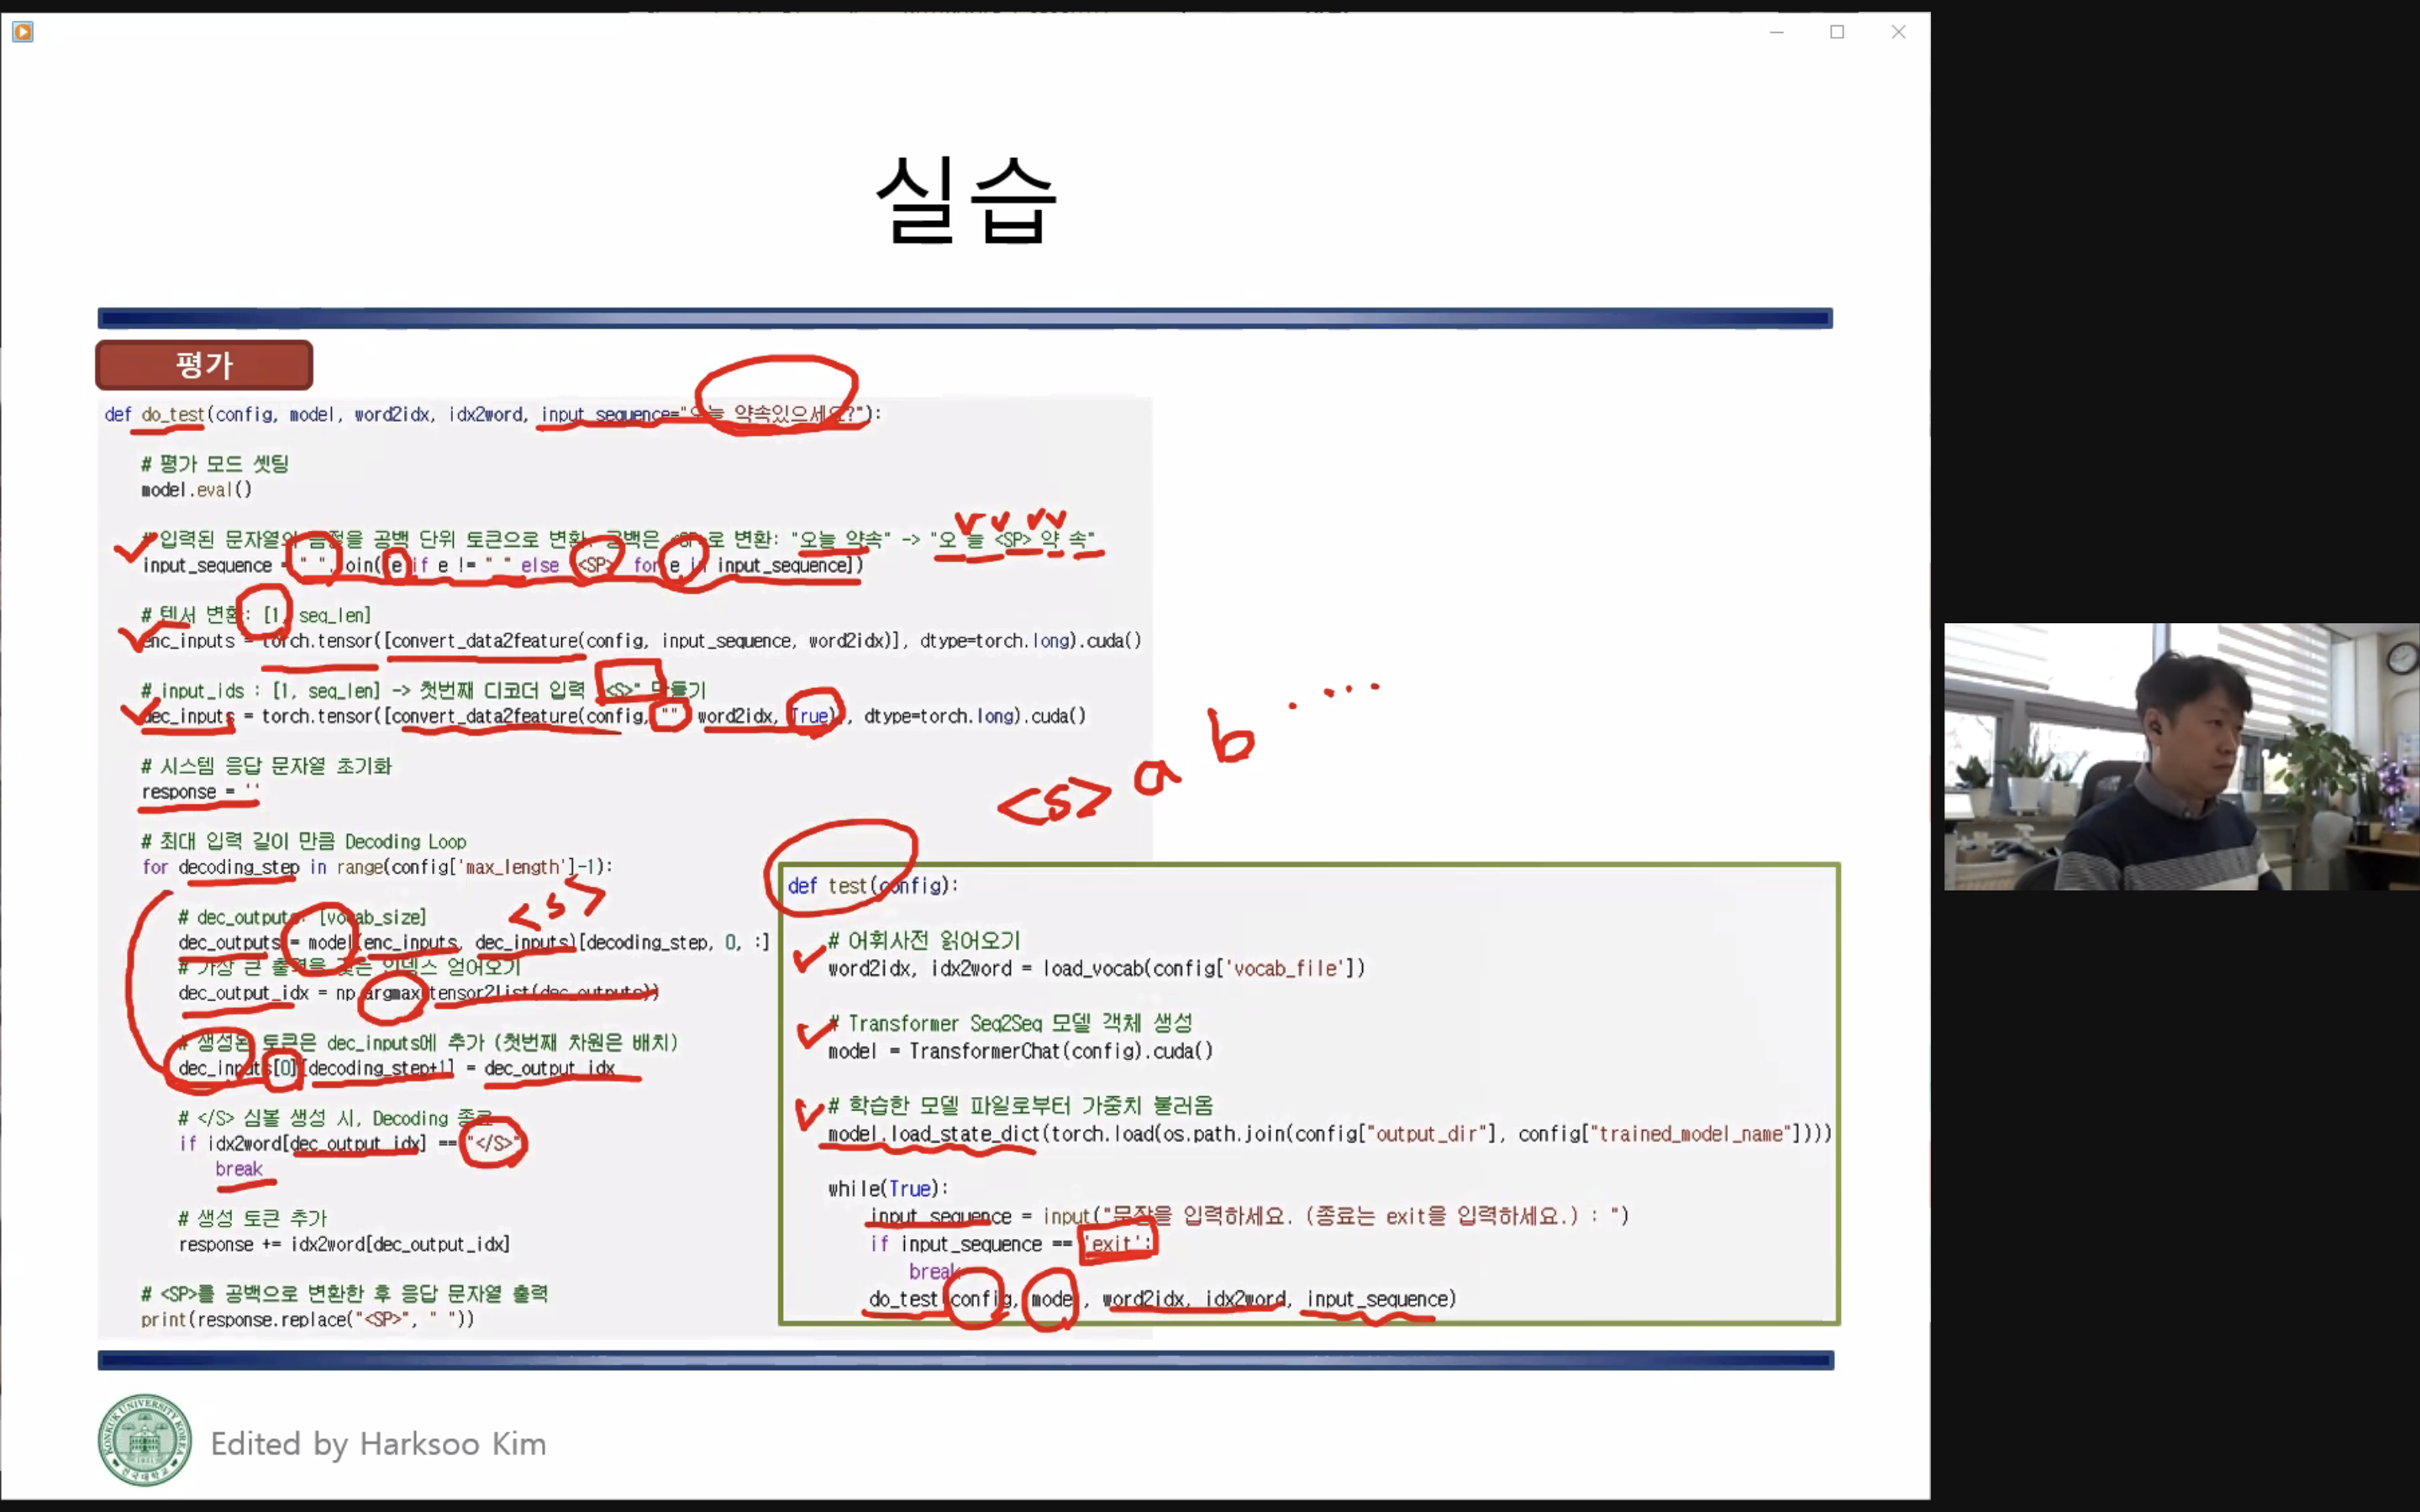 실습
평가
def do_test(config, model, word2idx, idx2word, input_sequence="오늘 약속있으세요?"):
# 평가 모드 셋팅
model.eval()
# 입력된 문자열의 음절을 공백 단위 토큰으로 변환. 공백은 <SP>로 변환: "오늘 약속" -> "오 늘 <SP> 약 속"
input_sequence = " ".join([e if e != " " else "<SP>" for e in input_sequence])
# 텐서 변환: [1, seq_len]
enc_inputs = torch.tensor([convert_data2feature(config, input_sequence, word2idx)], dtype=torch.long).cuda()
# input_ids : [1, seq_len] -> 첫번째 디코더 입력 "<S>" 만들기
dec_inputs = torch.tensor([convert_data2feature(config, "", word2idx, True)], dtype=torch.long).cuda()
<s> a b ....
# 시스템 응답 문자열 초기화
response = ''
# 최대 입력 길이 만큼 Decoding Loop
for decoding_step in range(config['max_length']-1):
<s>
# dec_outputs: [vocab_size]
dec_outputs = model(enc_inputs, dec_inputs)[decoding_step, 0, :]
# 가장 큰 출력을 갖는 인덱스 얻어오기
dec_output_idx = np.argmax(tensor2list(dec_outputs))
# 생성된 토큰은 dec_inputs에 추가 (첫번째 차원은 배치)
dec_inputs[0][decoding_step+1] = dec_output_idx
# </S> 심볼 생성 시, Decoding 종료
if idx2word[dec_output_idx] == "</S>":
break
# 생성 토큰 추가
response += idx2word[dec_output_idx]
# <SP>를 공백으로 변환한 후 응답 문자열 출력
print(response.replace("<SP>", " "))
def test(config):
# 어휘사전 읽어오기
word2idx, idx2word = load_vocab(config['vocab_file'])
# Transformer Seq2Seq 모델 객체 생성
model = TransformerChat(config).cuda()
# 학습한 모델 파일로부터 가중치 불러옴
model.load_state_dict(torch.load(os.path.join(config["output_dir"], config["trained_model_name"])))
while(True):
input_sequence = input("문장을 입력하세요. (종료는 exit을 입력하세요.) : ")
if input_sequence == 'exit':
break
do_test(config, model, word2idx, idx2word, input_sequence)
KONKUK UNIVERSITY KOREA
건국대학교
Edited by Harksoo Kim